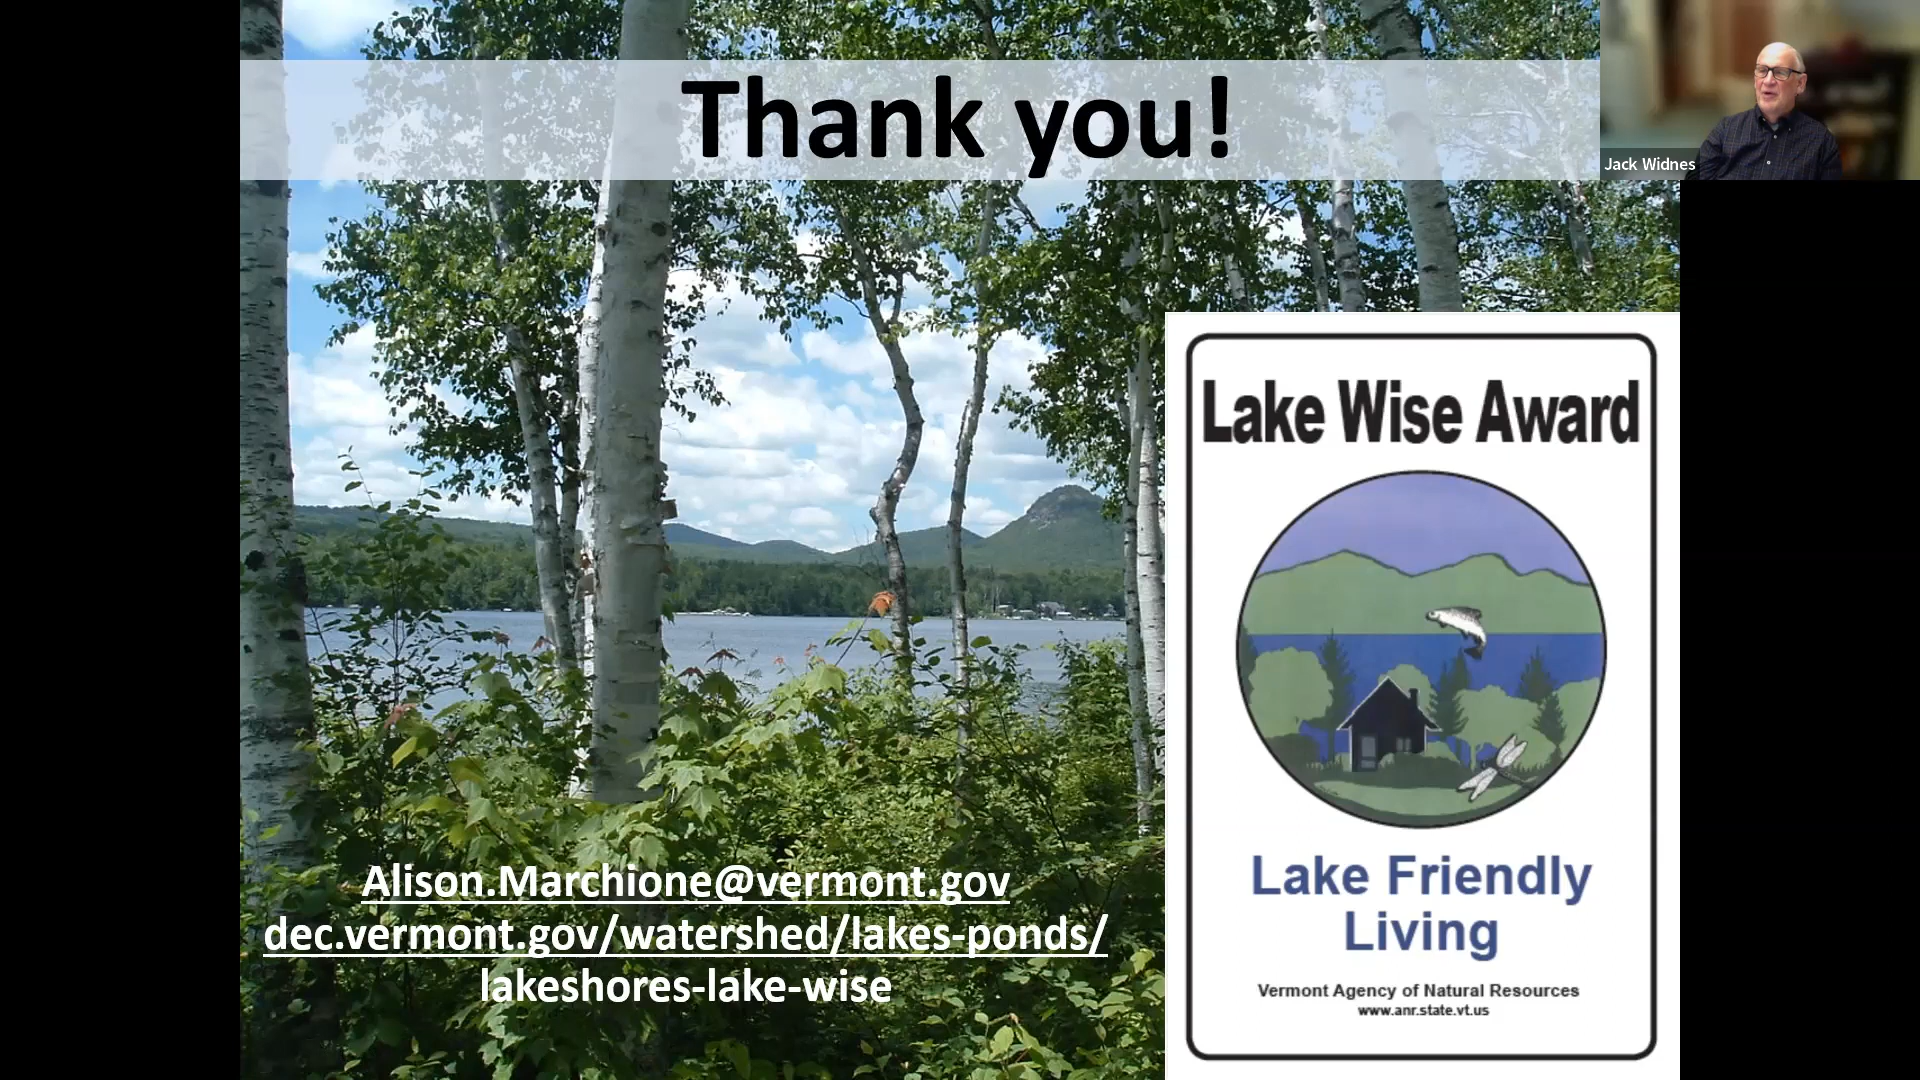 Thank you!
Jack Widnes
Lake Wise Award
Lake Friendly
Living
Vermont Agency of Natural Resources
www.anr.state.vt.us
Alison.Marchione@vermont.gov
dec.vermont.gov/watershed/lakes-ponds/
lakeshores-lake-wise